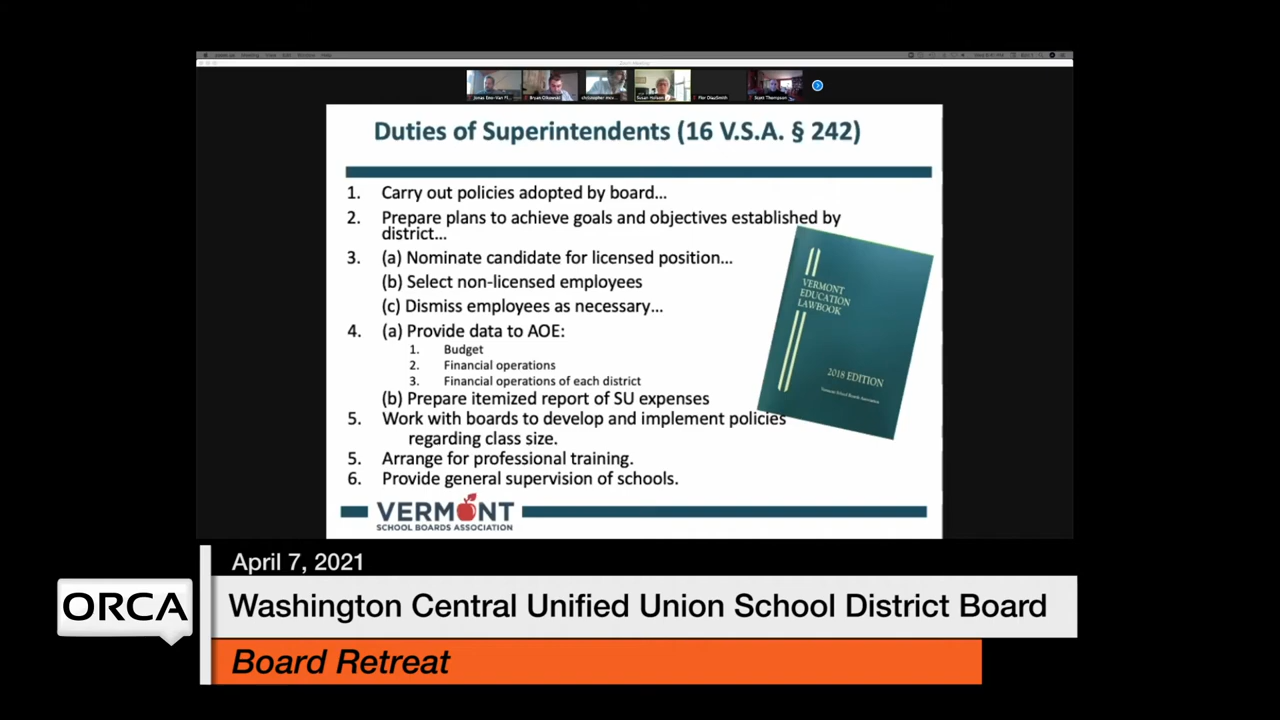 Duties of Superintendents (16 V.S.A. § 242)
1. Carry out policies adopted by board...
2. Prepare plans to achieve goals and objectives established by
district...
3. (a) Nominate candidate for licensed position...
(b) Select non-licensed employees
(c) Dismiss employees as necessary...
4. (a) Provide data to AOE:
1. Budget
2. Financial operations
3. Financial operations of each district
(b) Prepare itemized report of SU expenses
5. Work with boards to develop and implement policies
regarding class size.
5. Arrange for professional training.
6. Provide general supervision of schools.
VERMONT
EDUCATION
LAWBOOK
2018 EDITION
Vermont School Boards Association
VERMONT
SCHOOL BOARDS ASSOCIATION
April 7, 2021
ORCA
Washington Central Unified Union School District Board
Board Retreat